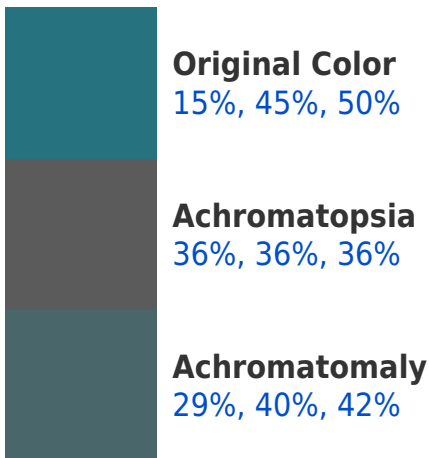 Original Color
15%, 45%, 50%
Achromatopsia
36%, 36%, 36%
Achromatomaly
29%, 40%, 42%